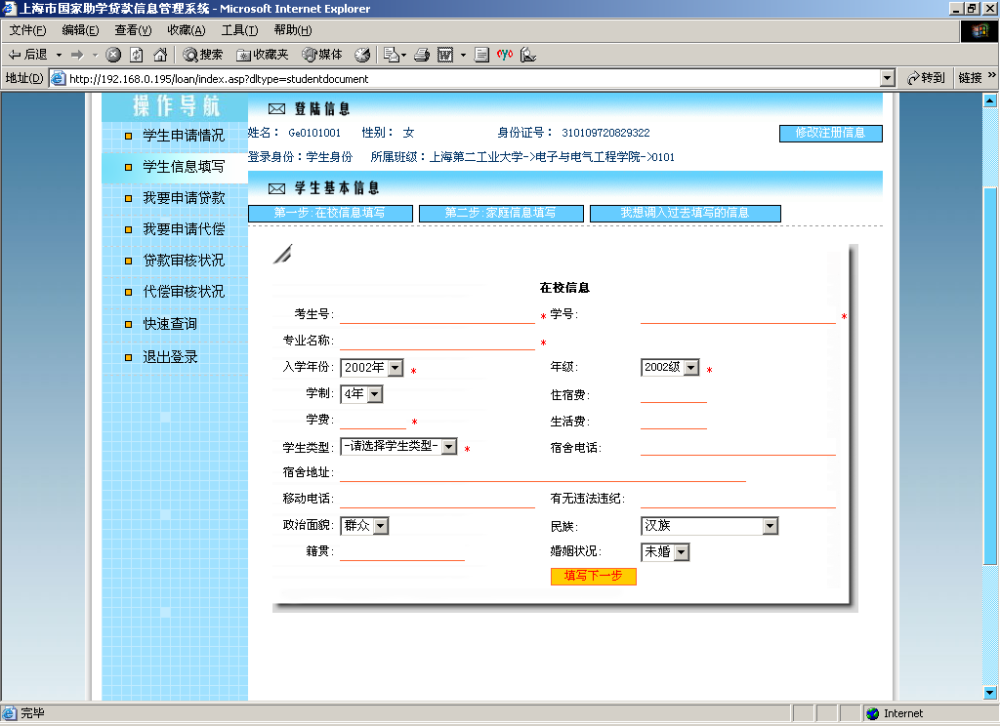 上海市国家助学贷款信息管理系统 - Microsoft Internet Explorer
文件(F) 编辑(E) 查看(V) 收藏(A) 工具(T) 帮助(H)
后退 搜索 收藏夹 媒体
地址(D) http://192.168.0.195/loan/index.asp?dltype=studentdocument 转到 链接 »
操作导航
学生申请情况
学生信息填写
我要申请贷款
我要申请代偿
贷款审核状况
代偿审核状况
快速查询
退出登录
登陆信息
姓名： Ge0101001 性别： 女 身份证号： 310109720829322 修改注册信息
登录身份：学生身份 所属班级：上海第二工业大学->电子与电气工程学院->0101
学生基本信息
第一步:在校信息填写 第二步:家庭信息填写 我想调入过去填写的信息
在校信息
考生号: * 学号: *
专业名称: *
入学年份: 2002年 * 年级: 2002级 *
学制: 4年 住宿费:
学费: * 生活费:
学生类型: -请选择学生类型- * 宿舍电话:
宿舍地址:
移动电话: 有无违法违纪:
政治面貌: 群众 民族: 汉族
籍贯: 婚姻状况: 未婚
填写下一步
完毕 Internet